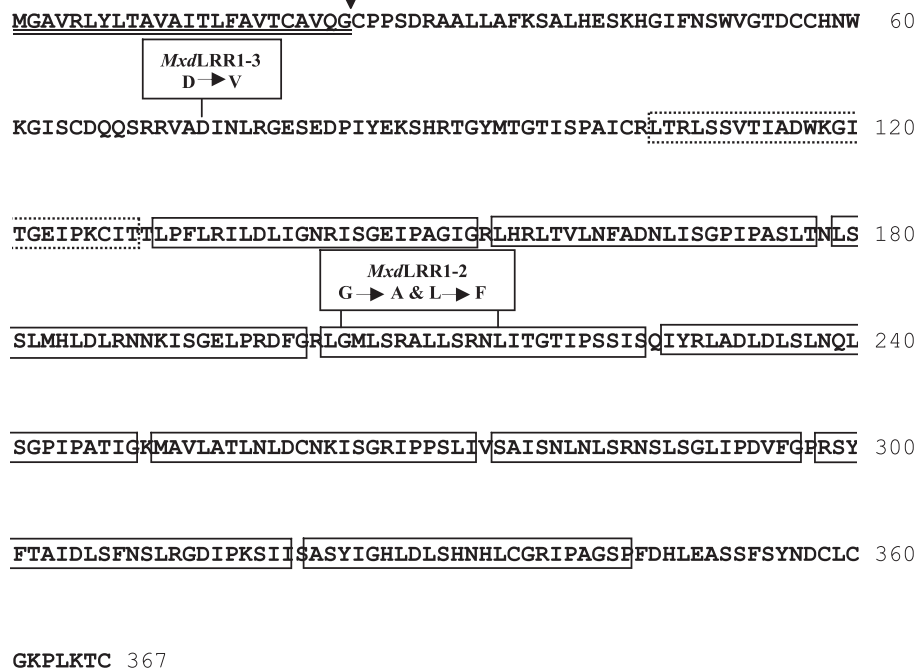 MGAVRLYLTAVAITLFAVTCAVQGCPPSDRAALLAFKSALHESKHGIFNSWVGTDCCHNW 60
MxdLRR1-3
D → V
KGISCDQQSRRVADINLRGESEDPIYEKSHRTGYMTGTISPAICRLTRLSSVTIADWKGI 120
TGEIPKCITTLPFLRILDLIGNRISGEIPAGIGRLHRLTVLNFADNLISGPIPASLTNLS 180
MxdLRR1-2
G → A & L → F
SLMHLDLRNNKISGELPRDFGRLGMLSRALLSRNLITGTIPSSISQIYRLADLDLSLNQL 240
SGPIPATIGKMAVLATLNLDCNKISGRIPPSLIVSAISNLNLSRNSLSGLIPDVFGPRSY 300
FTAIDLSFNSLRGDIPKSIISASYIGHLDLSHNHLCGRIPAGSPFDHLEASSFSYNDCLC 360
GKPLKTC 367